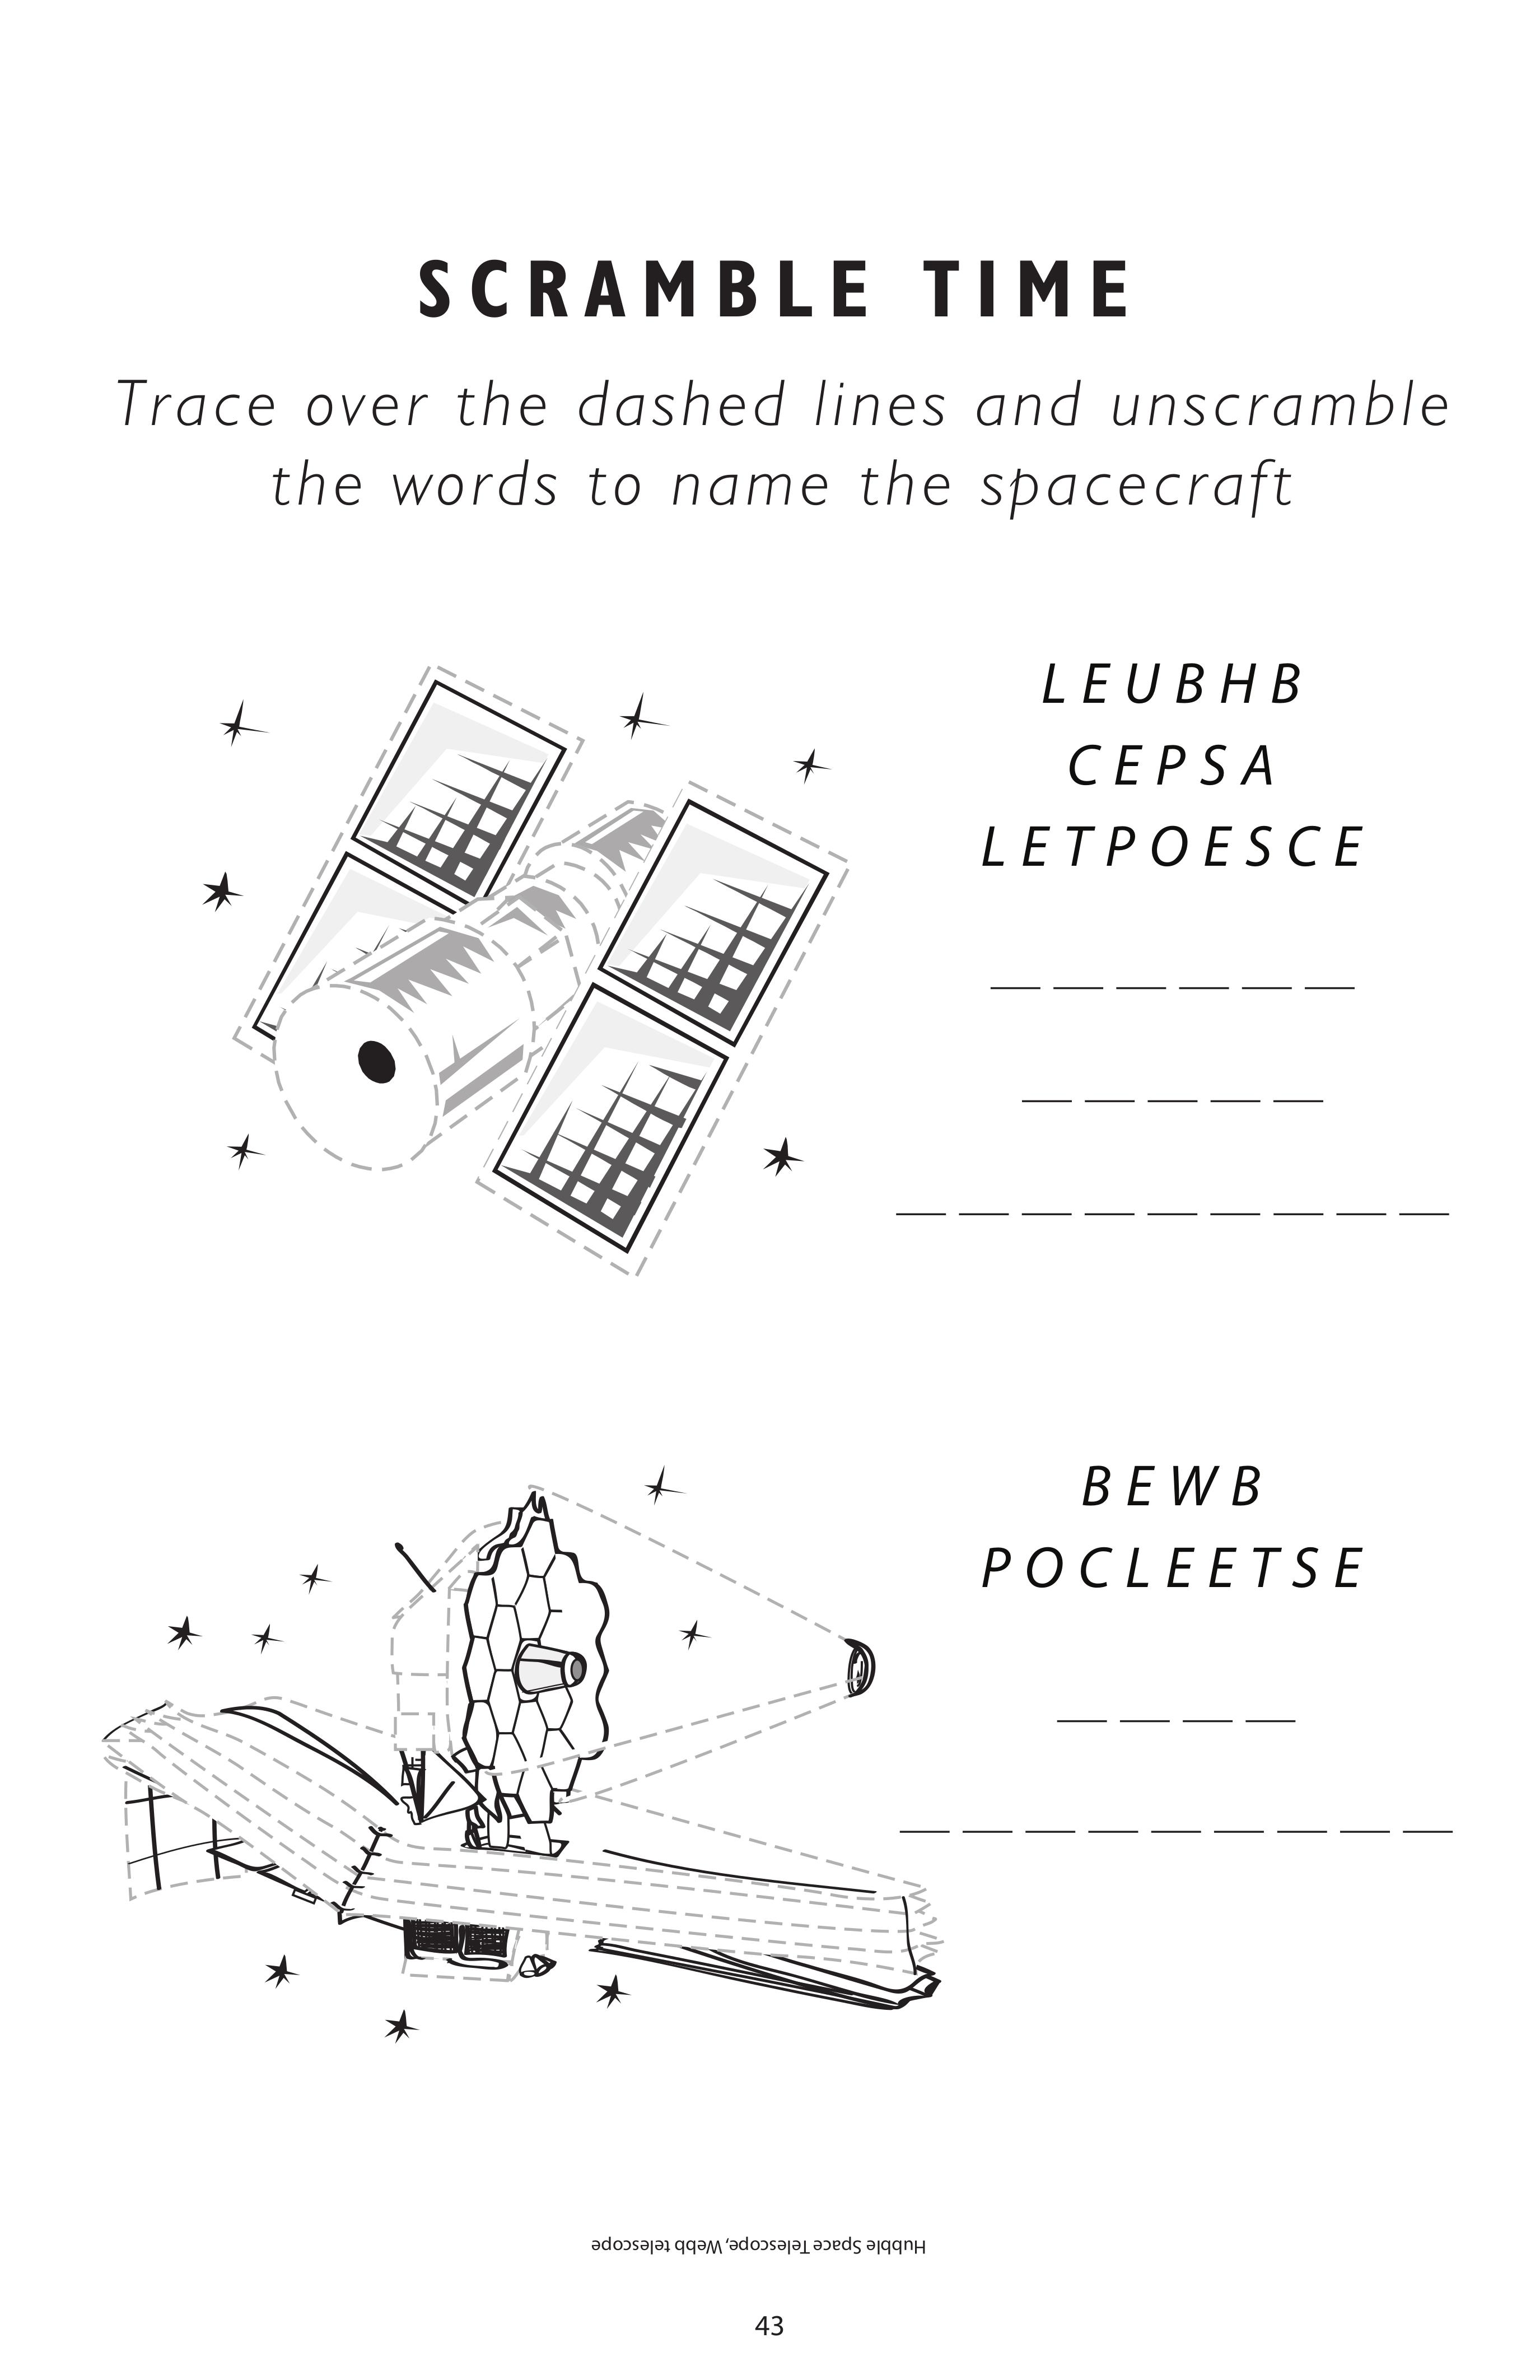 SCRAMBLE TIME
Trace over the dashed lines and unscramble
the words to name the spacecraft
LEUBHB
CEPSA
LETPOESCE
BEWB
POCLEETSE
Hubble Space Telescope, Webb telescope
43